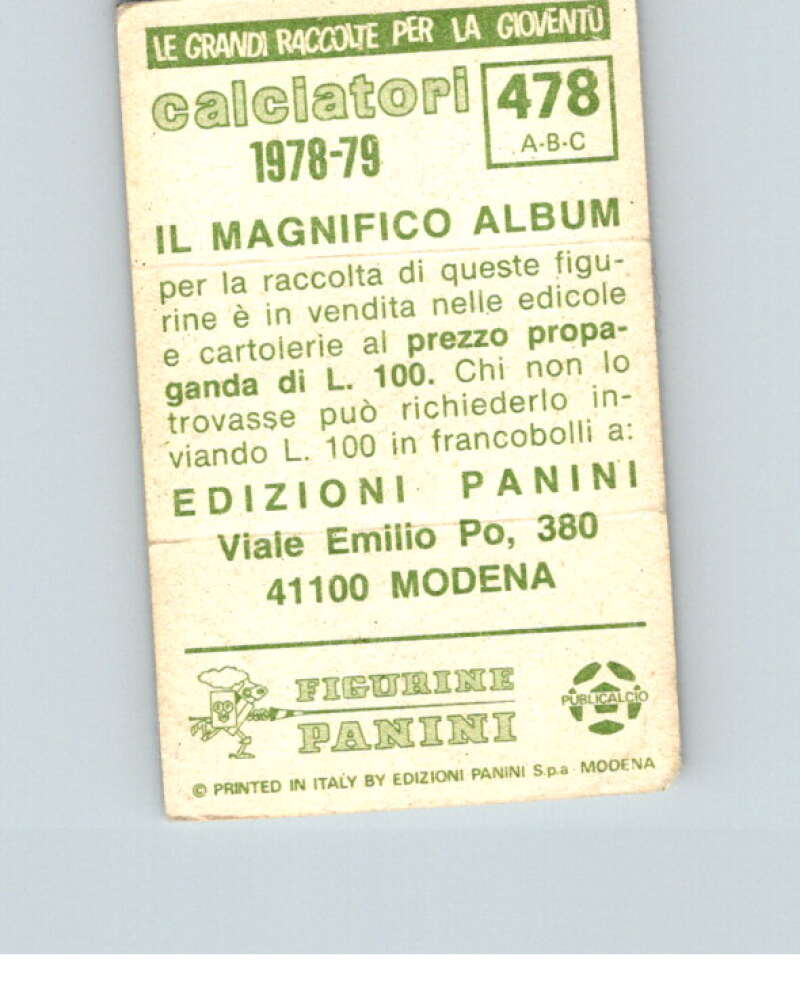 LE GRANDI RACCOLTE PER LA GIOVENTÙ
calciatori
1978-79
478
A-B-C
IL MAGNIFICO ALBUM
per la raccolta di queste figu-
rine è in vendita nelle edicole
e cartolerie al prezzo propa-
ganda di L. 100. Chi non lo
trovasse può richiederlo in-
viando L. 100 in francobolli a:
EDIZIONI PANINI
Viale Emilio Po, 380
41100 MODENA
FIGURINE
PANINI
PUBLICALCIO
© PRINTED IN ITALY BY EDIZIONI PANINI S.p.a - MODENA